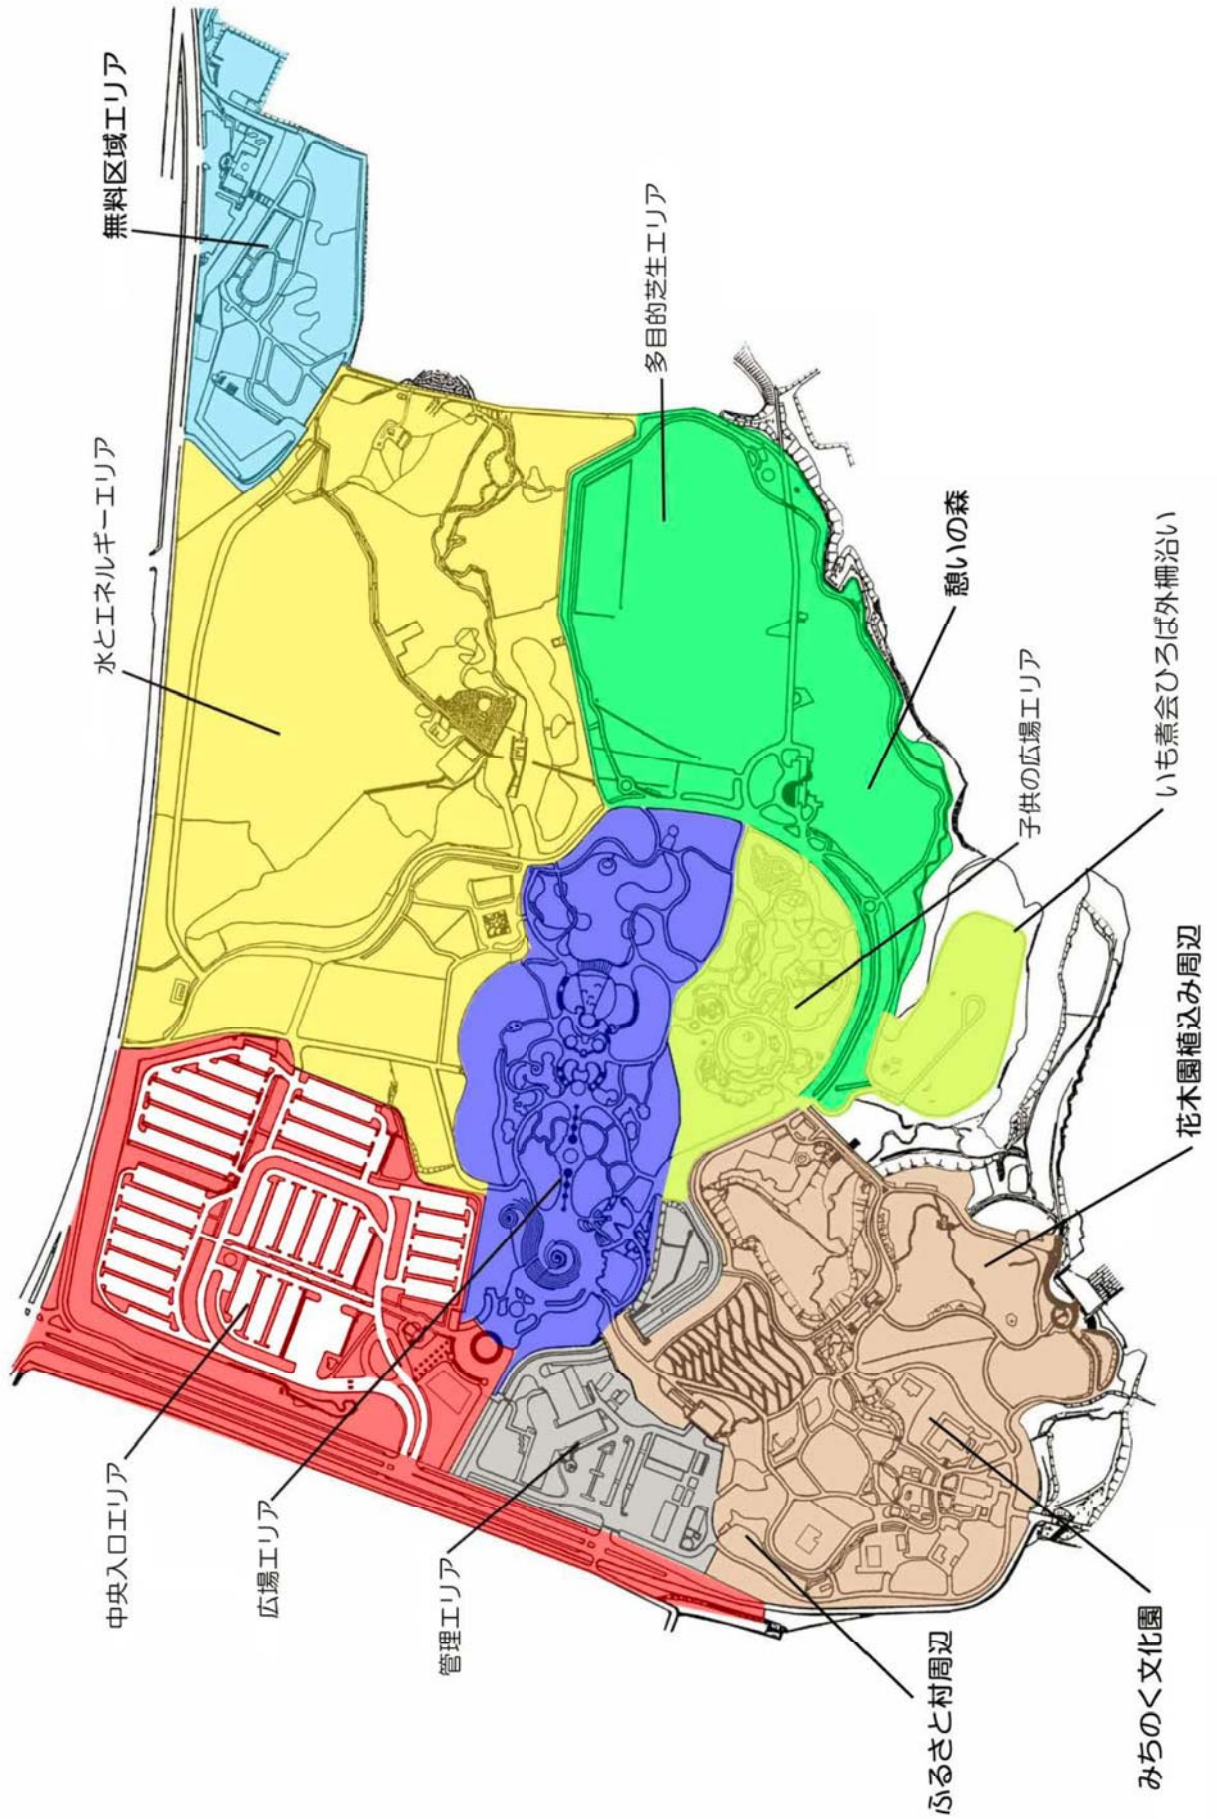 無料区域エリア
水とエネルギーエリア
多目的芝生エリア
憩いの森
いも煮会ひろば外柵沿い
子供の広場エリア
花木園植込み周辺
中央入口エリア
広場エリア
管理エリア
ふるさと村周辺
みちのく文化園